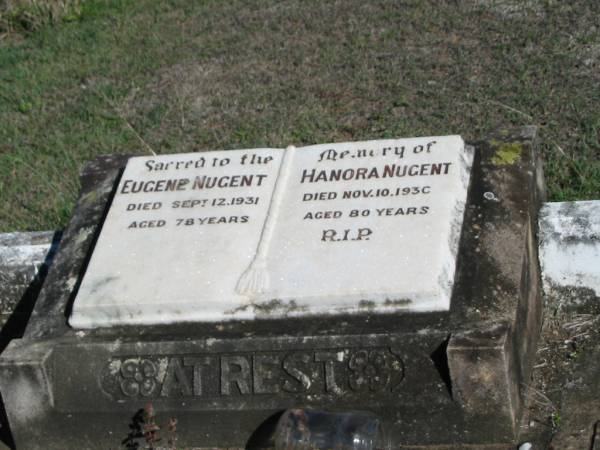 Sacred to the
EUGENE NUGENT
DIED SEPT 12.1931
AGED 78 YEARS
Memory of
HANORA NUGENT
DIED NOV.10.193C
AGED 80 YEARS
R.I.P.
AT REST